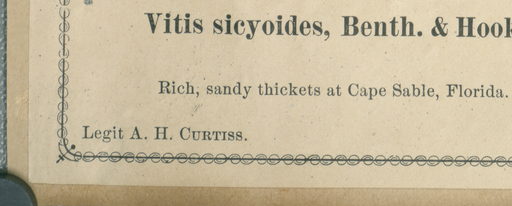 Vitis sicyoides, Benth. & Hook
Rich, sandy thickets at Cape Sable, Florida.
Legit A. H. Curtiss.